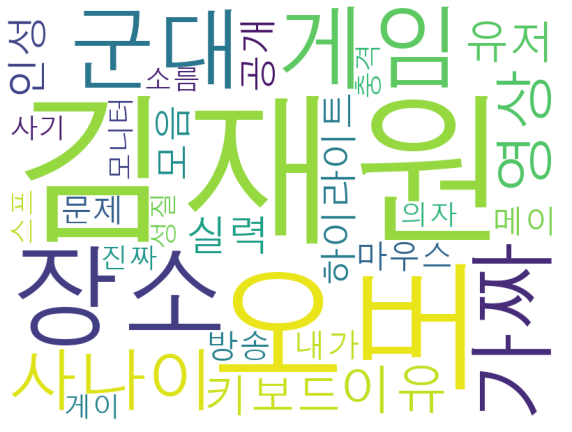 인성
군대
소름
공개
게임
충격
유저
사기
모니터
모음
김재원
하이라이트
영상
스프
문제
성질
실력
의자
메이
장소
진짜
오버
마우스
가짜
방송
내가
사나이
키보드
이유
게이